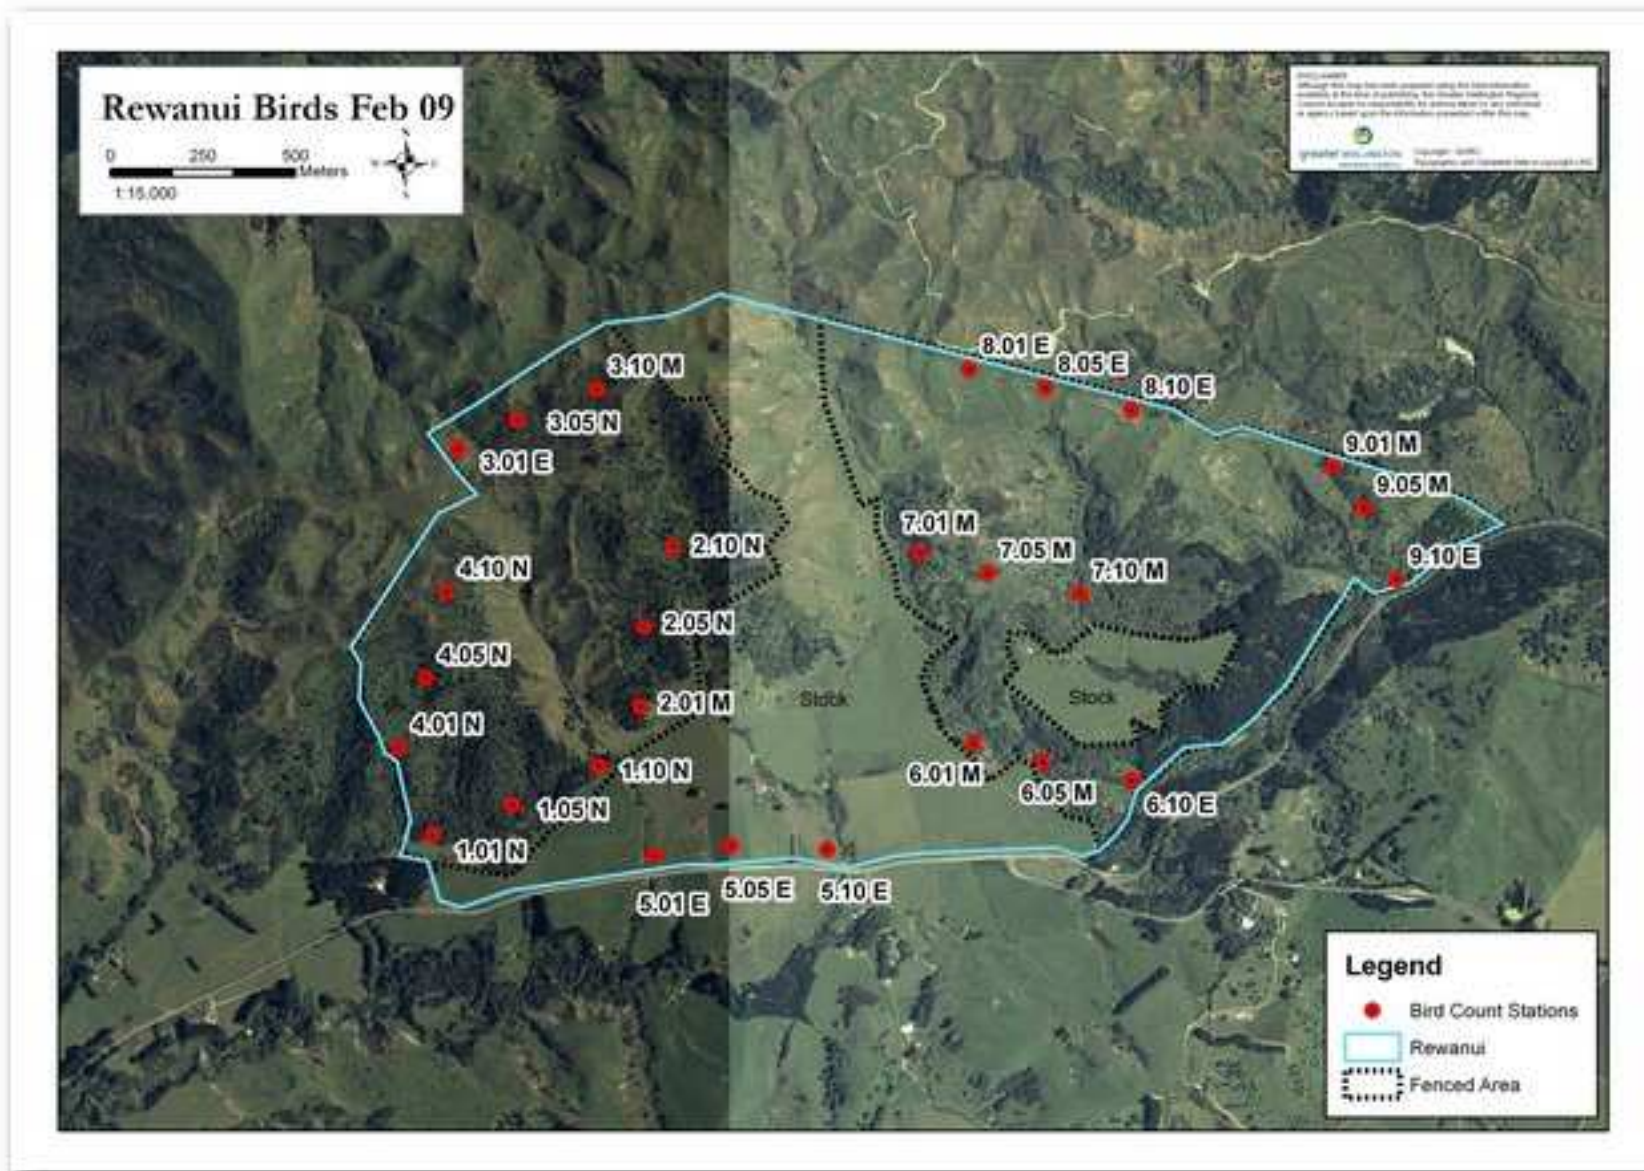 Rewanui Birds Feb 09
0 250 500
Meters
1:15,000
DISCLAIMER
8.01 E
8.05 E
8.10 E
3.10 M
3.05 N
3.01 E
9.01 M
9.05 M
9.10 E
7.01 M
7.05 M
7.10 M
2.10 N
4.10 N
2.05 N
4.05 N
2.01 M
Stock
Stock
4.01 N
1.10 N
6.01 M
6.05 M
6.10 E
1.05 N
1.01 N
5.01 E
5.05 E
5.10 E
Legend
Bird Count Stations
Rewanui
Fenced Area